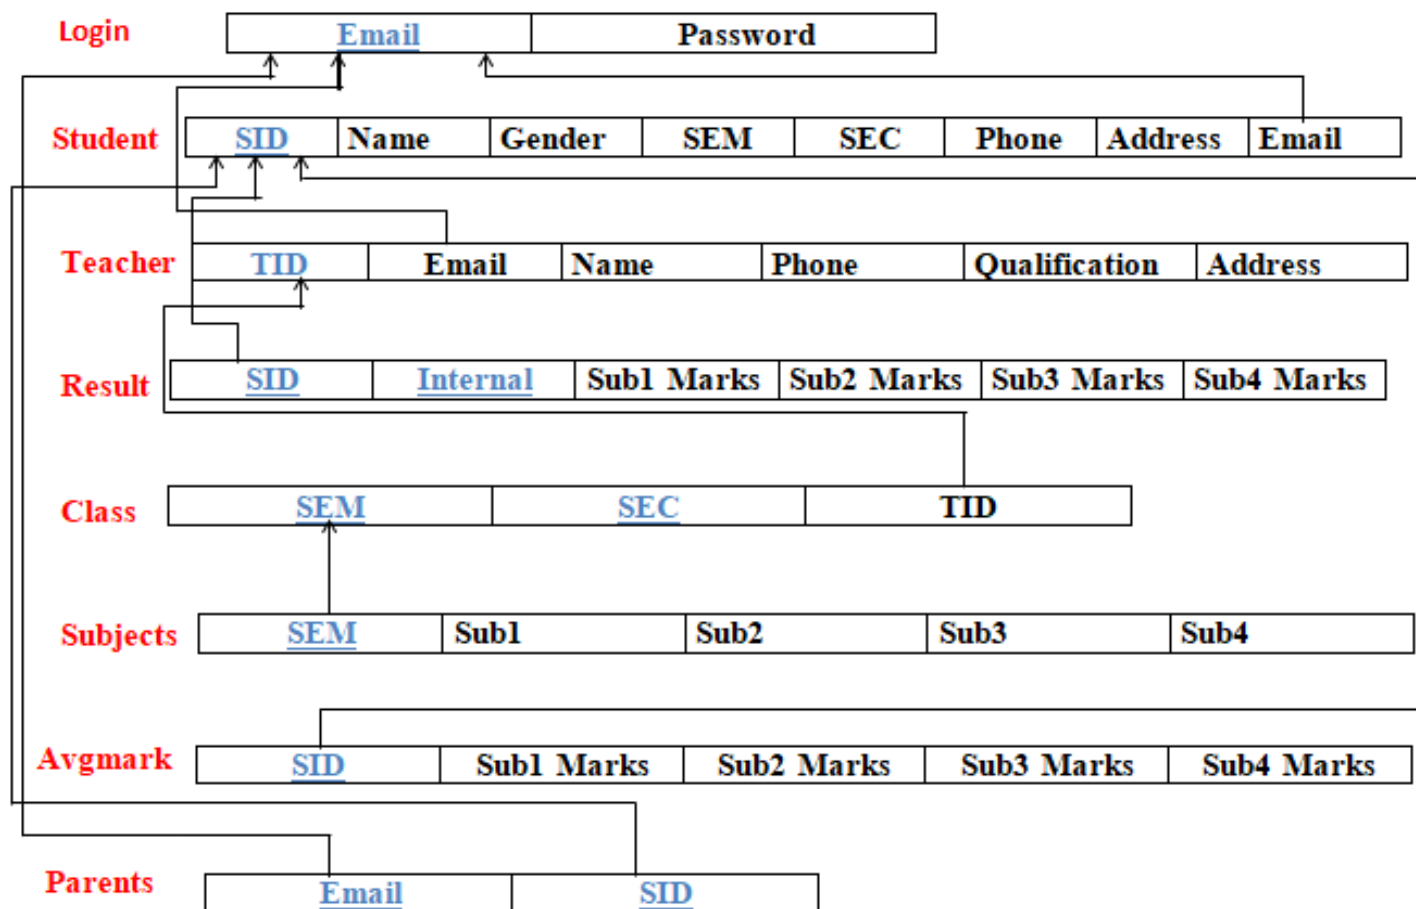 Login Email Password
Student SID Name Gender SEM SEC Phone Address Email
Teacher TID Email Name Phone Qualification Address
Result SID Internal Sub1 Marks Sub2 Marks Sub3 Marks Sub4 Marks
Class SEM SEC TID
Subjects SEM Sub1 Sub2 Sub3 Sub4
Avgmark SID Sub1 Marks Sub2 Marks Sub3 Marks Sub4 Marks
Parents Email SID